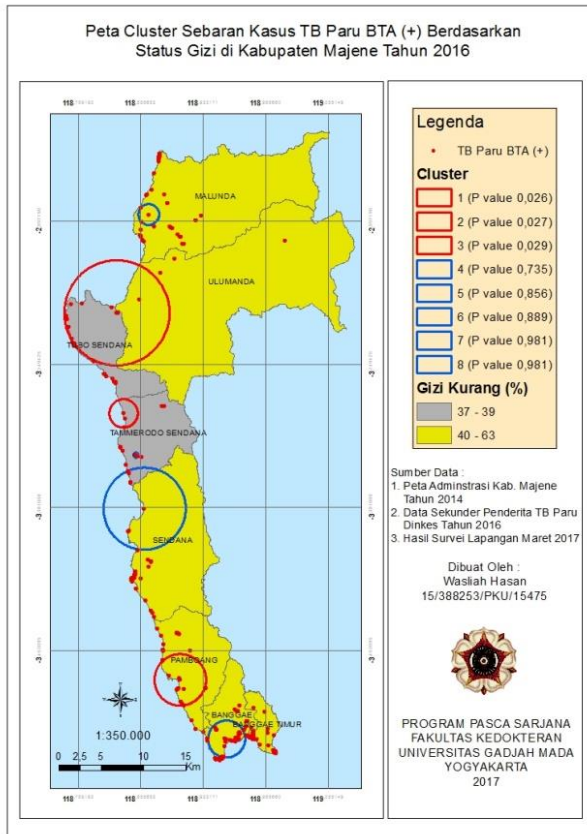 Peta Cluster Sebaran Kasus TB Paru BTA (+) Berdasarkan
Status Gizi di Kabupaten Majene Tahun 2016
MALUNDA
ULUMANDA
TUBO SENDANA
TAMMERODO SENDANA
SENDANA
PAMBOANG
BANGGAE
BANGGAE TIMUR
1:350.000
0 2,5 5 10 15
Km
Legenda
TB Paru BTA (+)
Cluster
1 (P value 0,026)
2 (P value 0,027)
3 (P value 0,029)
4 (P value 0,735)
5 (P value 0,856)
6 (P value 0,889)
7 (P value 0,981)
8 (P value 0,981)
Gizi Kurang (%)
37 - 39
40 - 63
Sumber Data :
1. Peta Adminstrasi Kab. Majene
Tahun 2014
2. Data Sekunder Penderita TB Paru
Dinkes Tahun 2016
3. Hasil Survei Lapangan Maret 2017
Dibuat Oleh :
Wasliah Hasan
15/388253/PKU/15475
PROGRAM PASCA SARJANA
FAKULTAS KEDOKTERAN
UNIVERSITAS GADJAH MADA
YOGYAKARTA
2017